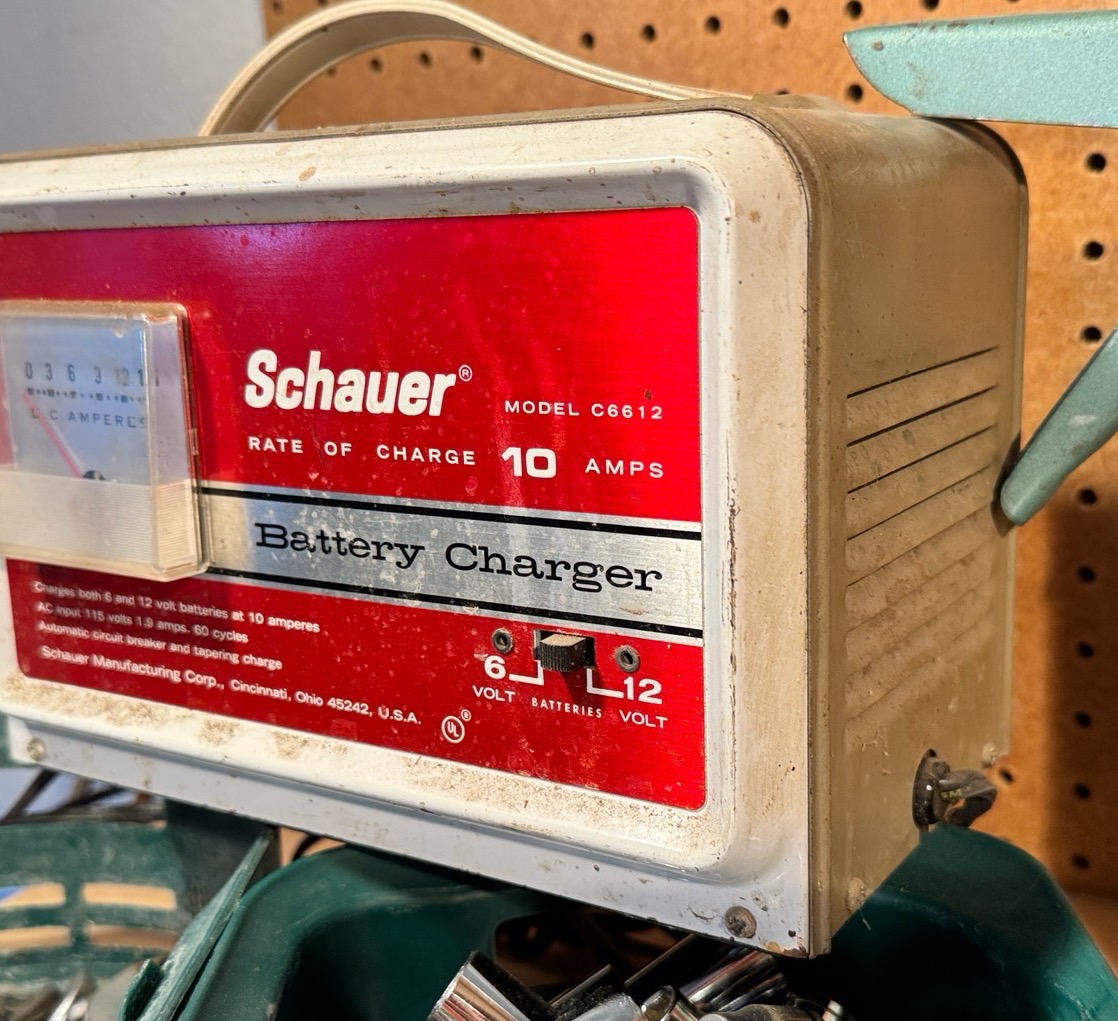 0 3 6 9 12 1
D.C. AMPERES
Schauer®
MODEL C6612
RATE OF CHARGE 10 AMPS
Battery Charger
Charges both 6 and 12 volt batteries at 10 amperes
AC input 115 volts 1.9 amps. 60 cycles
Automatic circuit breaker and tapering charge
Schauer Manufacturing Corp., Cincinnati, Ohio 45242, U.S.A.
UL®
6 VOLT
BATTERIES
12 VOLT